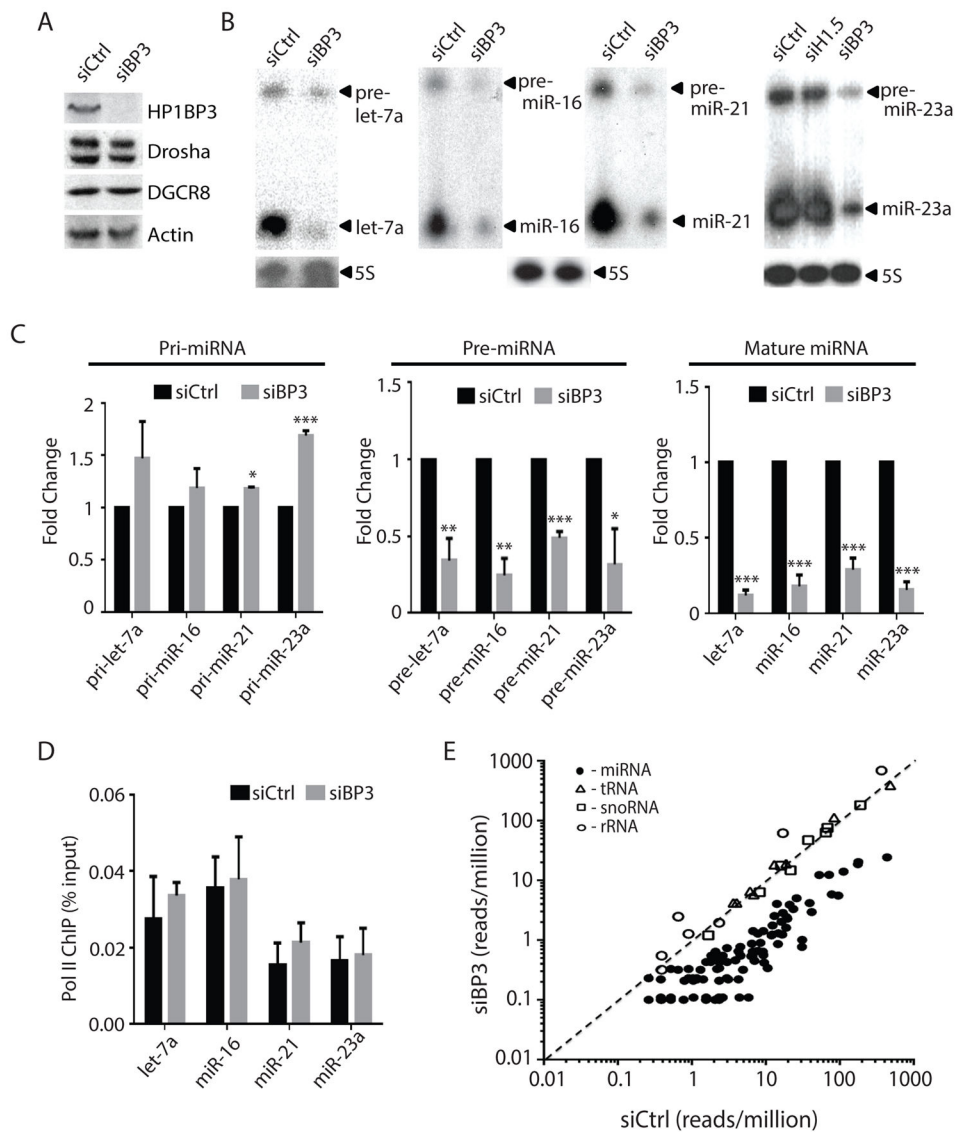 A
siCtrl
siBP3
HP1BP3
Drosha
DGCR8
Actin
B
siCtrl
siBP3
pre-
let-7a
let-7a
5S
siCtrl
siBP3
pre-
miR-16
miR-16
5S
siCtrl
siBP3
pre-
miR-21
miR-21
siCtrl
siH1.5
siBP3
pre-
miR-23a
miR-23a
5S
C
Pri-miRNA
siCtrl siBP3
Fold Change
2
1.5
1
0.5
0
*
***
pri-let-7a
pri-miR-16
pri-miR-21
pri-miR-23a
Pre-miRNA
siCtrl siBP3
Fold Change
1.5
1
0.5
0
**
**
***
*
pre-let-7a
pre-miR-16
pre-miR-21
pre-miR-23a
Mature miRNA
siCtrl siBP3
Fold Change
1.5
1
0.5
0
***
***
***
***
let-7a
miR-16
miR-21
miR-23a
D
siCtrl siBP3
Pol II ChIP (% input)
0.06
0.04
0.02
0.00
let-7a
miR-16
miR-21
miR-23a
E
- miRNA
- tRNA
- snoRNA
- rRNA
siBP3 (reads/million)
1000
100
10
1
0.1
0.01
0.01 0.1 1 10 100 1000
siCtrl (reads/million)